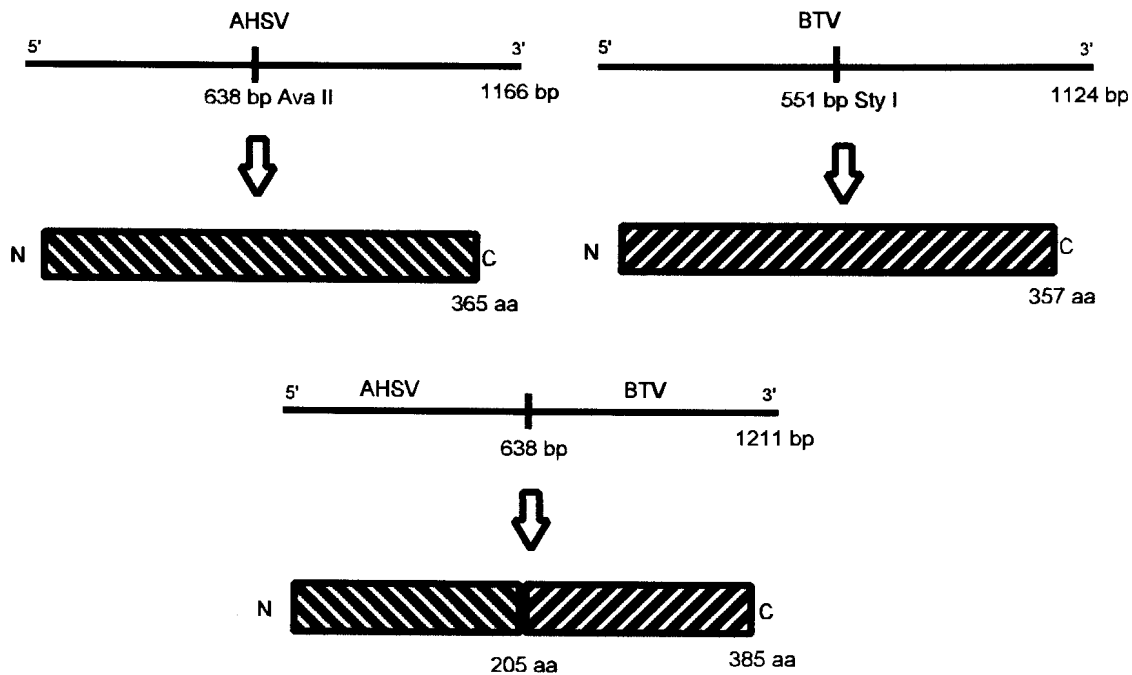 AHSV
5' 3'
638 bp Ava II
1166 bp
N C
365 aa
BTV
5' 3'
551 bp Sty I
1124 bp
N C
357 aa
5' AHSV BTV 3'
638 bp
1211 bp
N C
205 aa
385 aa